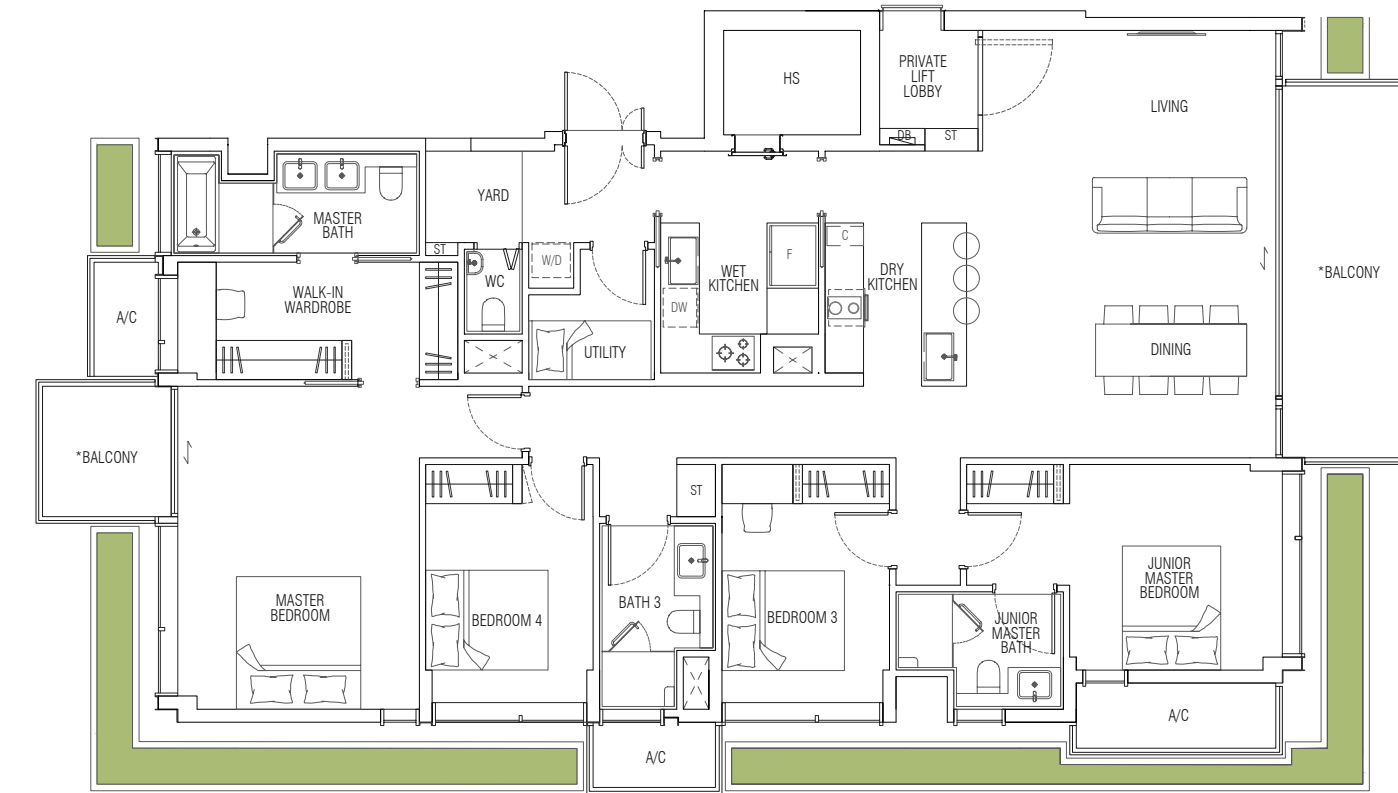 HS
PRIVATE
LIFT
LOBBY
LIVING
DB
ST
YARD
MASTER
BATH
ST
WC
W/D
WET
KITCHEN
F
C
DRY
KITCHEN
*BALCONY
A/C
WALK-IN
WARDROBE
DW
UTILITY
DINING
*BALCONY
ST
MASTER
BEDROOM
BEDROOM 4
BATH 3
BEDROOM 3
JUNIOR
MASTER
BATH
JUNIOR
MASTER
BEDROOM
A/C
A/C